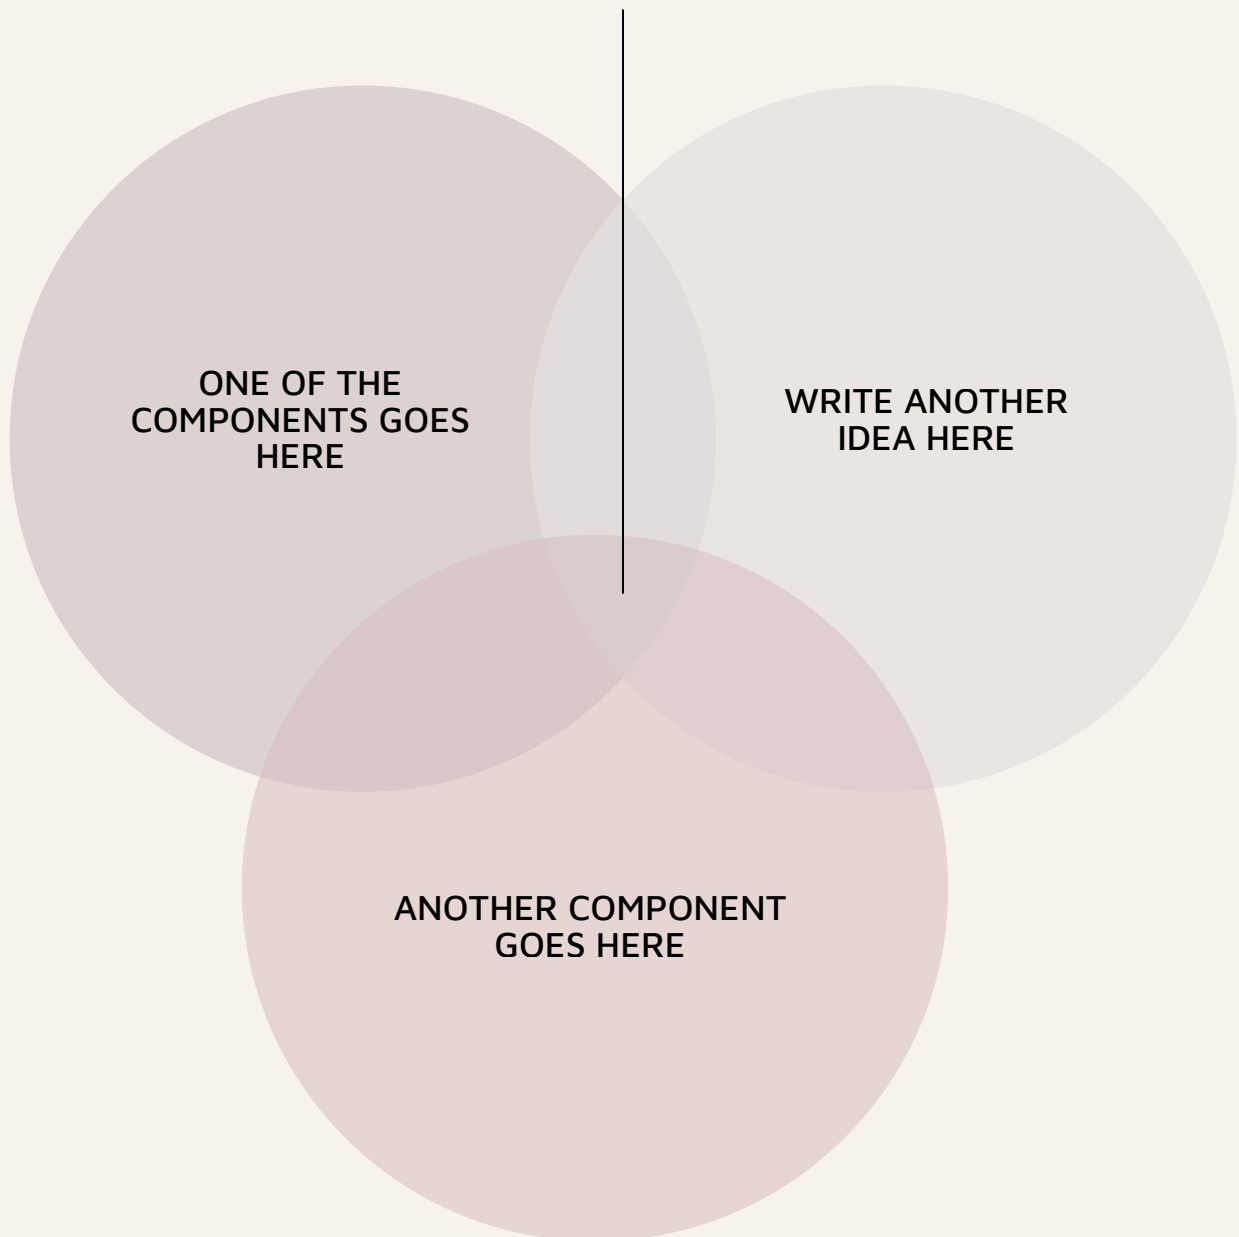 ONE OF THE
COMPONENTS GOES
HERE
WRITE ANOTHER
IDEA HERE
ANOTHER COMPONENT
GOES HERE